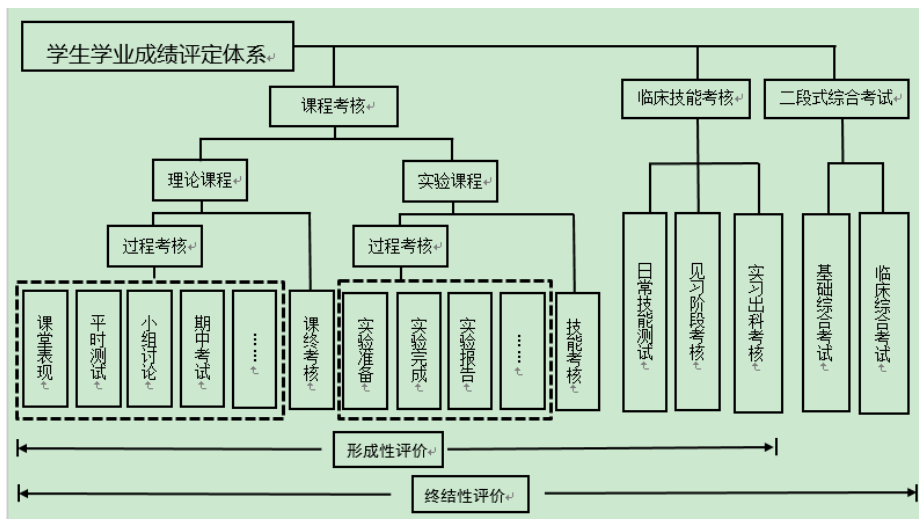 学生学业成绩评定体系
课程考核
临床技能考核
二段式综合考试
理论课程
实验课程
过程考核
过程考核
课堂表现
平时测试
小组讨论
期中考试
……
课终考核
实验准备
实验完成
实验报告
……
技能考核
日常技能测试
见习阶段考核
实习出科考核
基础综合考试
临床综合考试
形成性评价
终结性评价